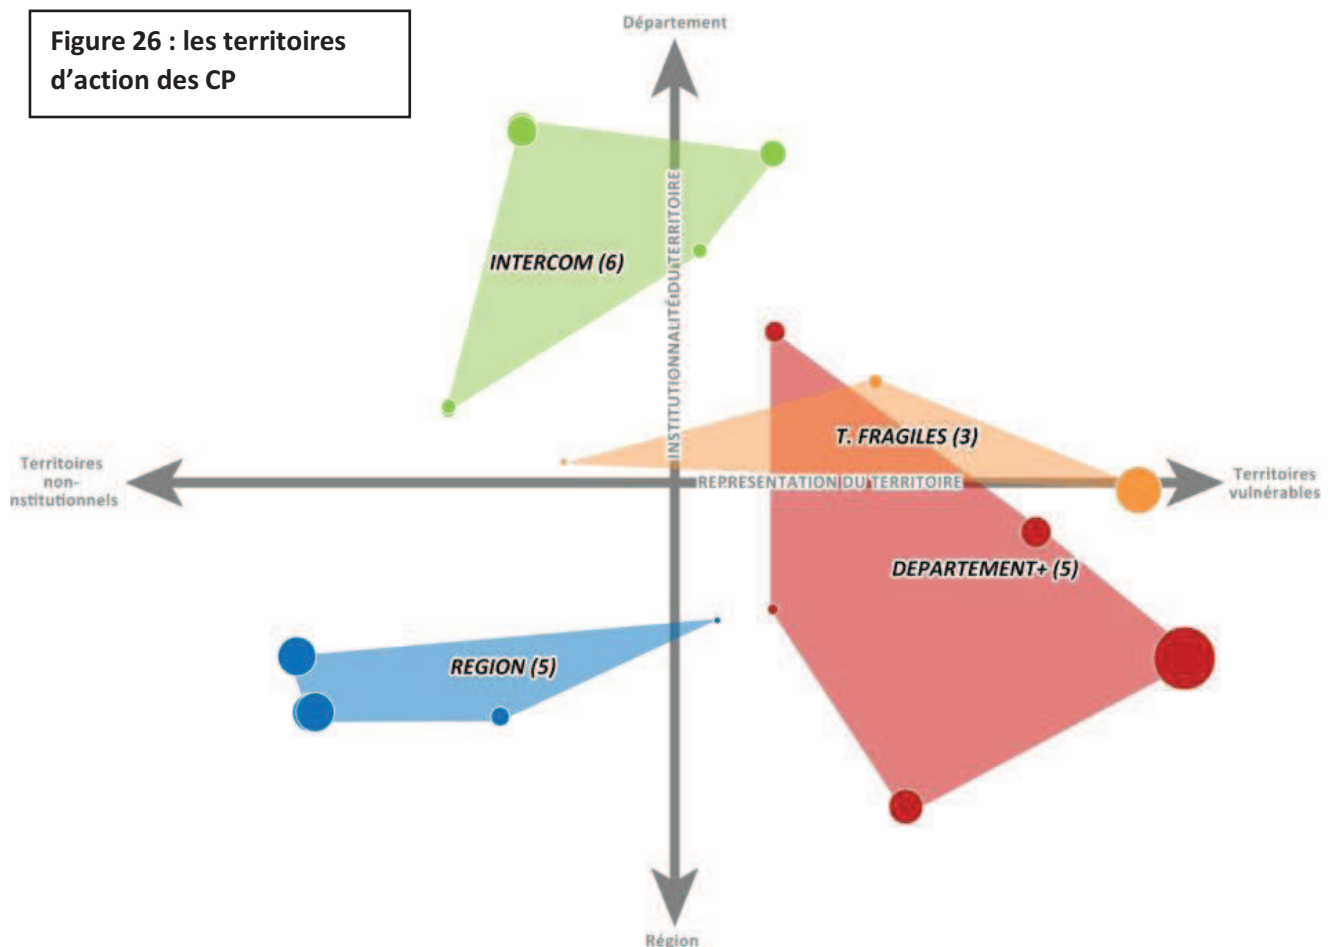 Figure 26 : les territoires
d'action des CP
Département
INSTITUTIONNALITÉ DU TERRITOIRE
INTERCOM (6)
T. FRAGILES (3)
Territoires
non-
nstitutionnels
REPRESENTATION DU TERRITOIRE
Territoires
vulnérables
DEPARTEMENT+ (5)
REGION (5)
Région